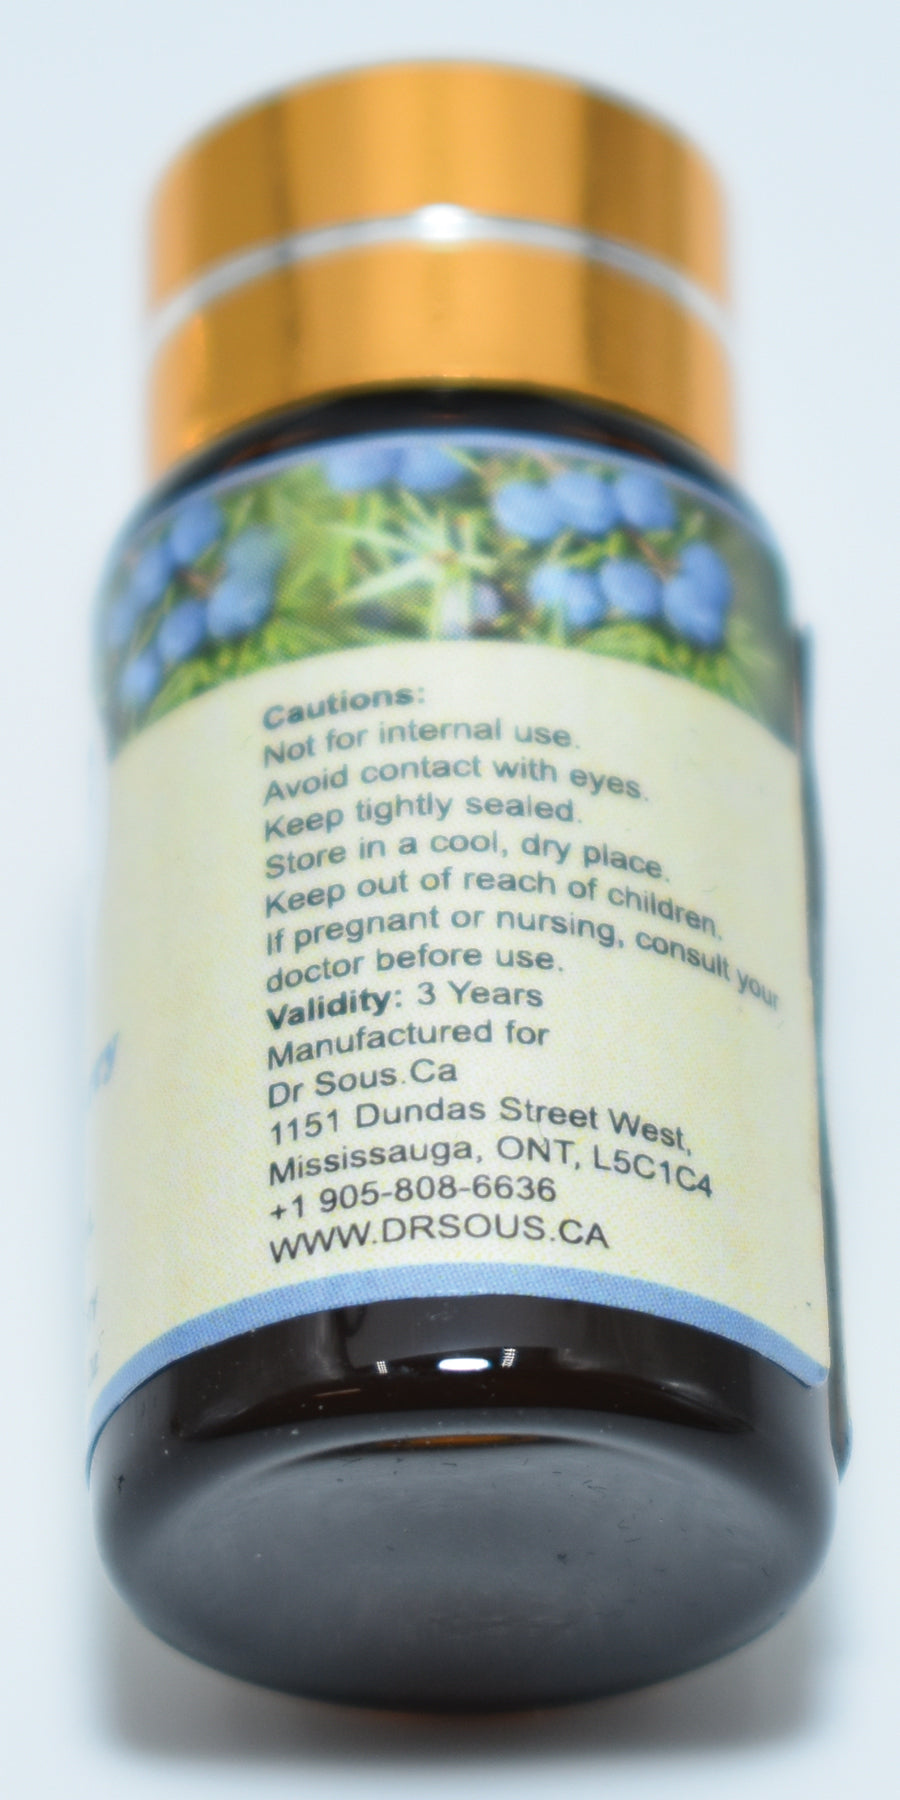 Cautions:
Not for internal use.
Avoid contact with eyes.
Keep tightly sealed.
Store in a cool, dry place.
Keep out of reach of children.
If pregnant or nursing, consult your
doctor before use.
Validity: 3 Years
Manufactured for
Dr Sous.Ca
1151 Dundas Street West,
Mississauga, ONT, L5C1C4
+1 905-808-6636
WWW.DRSOUS.CA